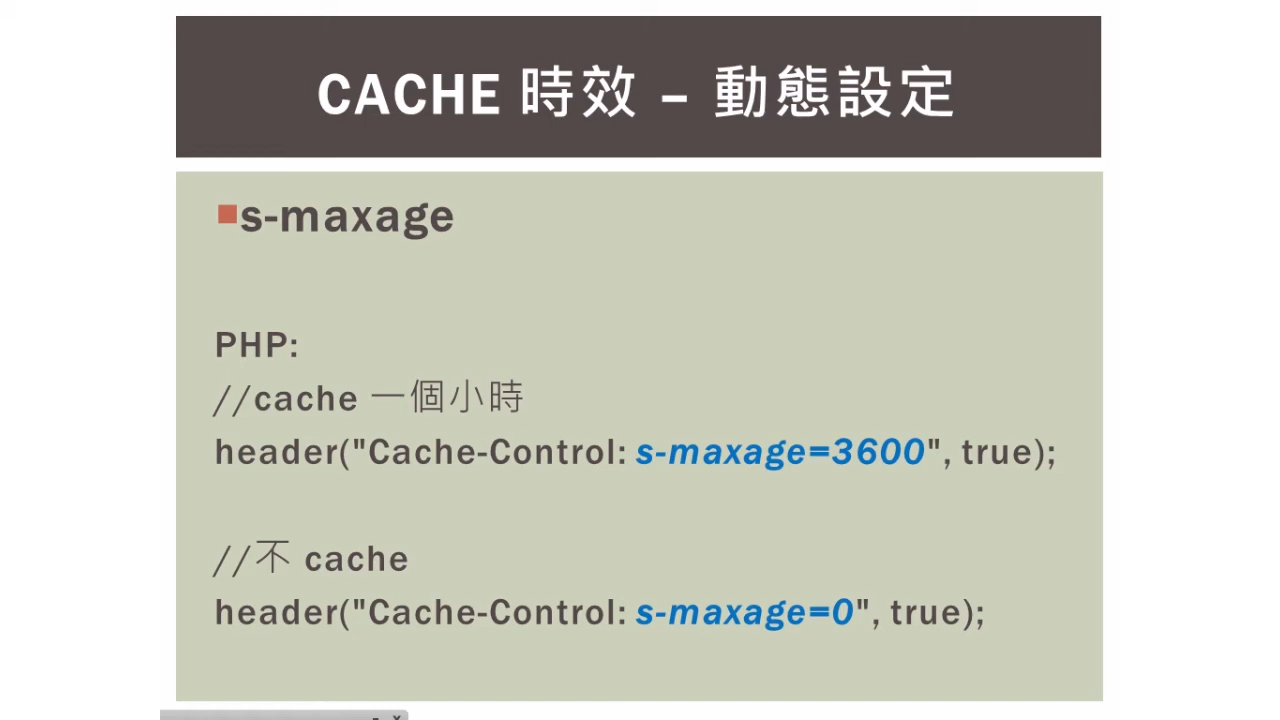 CACHE 時效 – 動態設定
s-maxage
PHP:
//cache 一個小時
header("Cache-Control: s-maxage=3600", true);
//不 cache
header("Cache-Control: s-maxage=0", true);